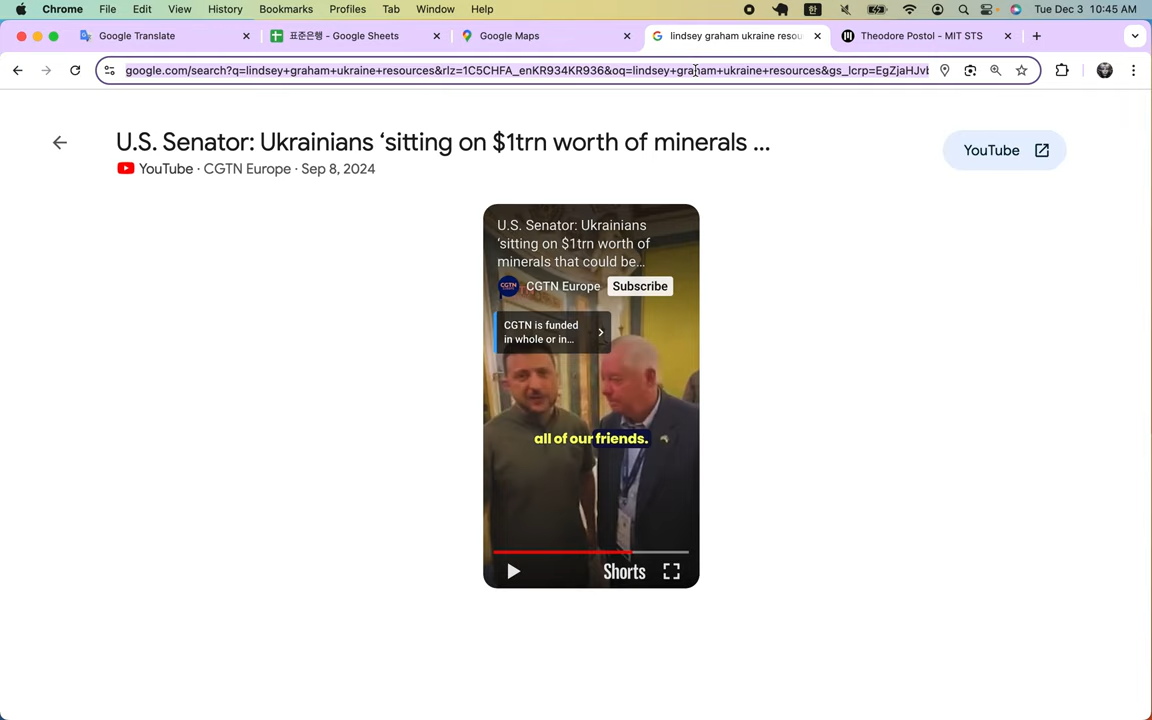 Chrome File Edit View History Bookmarks Profiles Tab Window Help 한 Tue Dec 3 10:45 AM
Google Translate 표준은행 - Google Sheets Google Maps lindsey graham ukraine resou Theodore Postol - MIT STS
google.com/search?q=lindsey+graham+ukraine+resources&rlz=1C5CHFA_enKR934KR936&oq=lindsey+graham+ukraine+resources&gs_lcrp=EgZjaHJvb
U.S. Senator: Ukrainians ‘sitting on $1trn worth of minerals ...
YouTube · CGTN Europe · Sep 8, 2024
YouTube
U.S. Senator: Ukrainians
‘sitting on $1trn worth of
minerals that could be...
CGTN
CGTN Europe Subscribe
CGTN is funded
in whole or in...
all of our friends.
Shorts